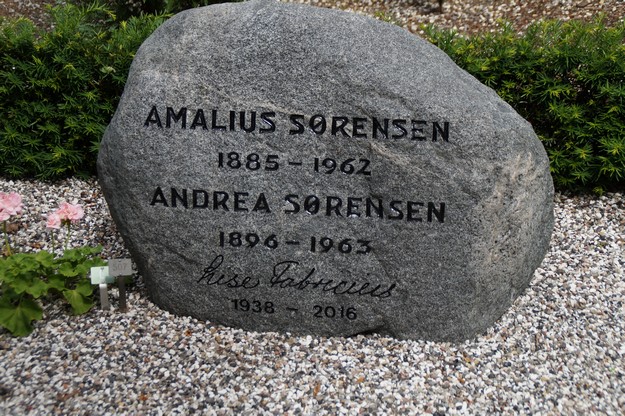 AMALIUS SØRENSEN
1885 – 1962
ANDREA SØRENSEN
1896 – 1963
Lise Fabricius
1938 – 2016